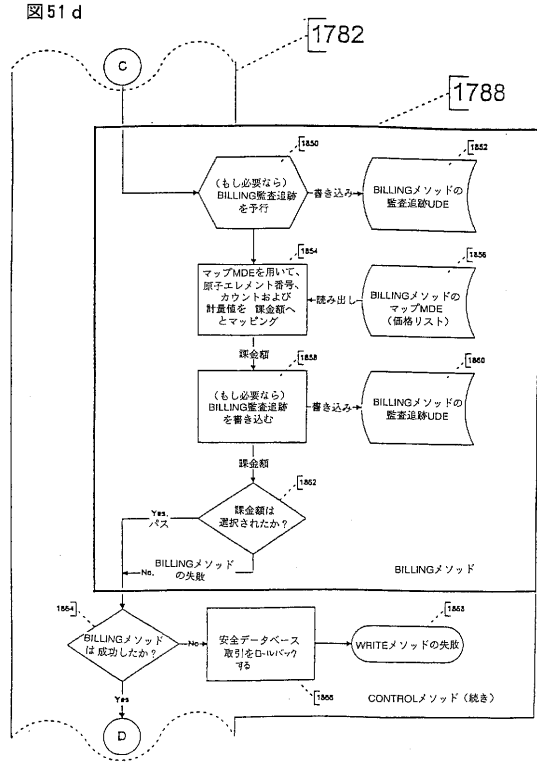 図51d
C
1782
1788
1850
(もし必要なら)
BILLING監査追跡
を予行
書き込み
1852
BILLINGメソッドの
監査追跡UDE
1854
マップMDEを用いて、
原子エレメント番号、
カウントおよび
計量値を 課金額へ
とマッピング
読み出し
1856
BILLINGメソッドの
マップMDE
(価格リスト)
課金額
1858
(もし必要なら)
BILLING監査追跡
を書き込む
書き込み
1860
BILLINGメソッドの
監査追跡UDE
課金額
1862
課金額は
選択されたか?
Yes,
パス
No,
BILLINGメソッド
の失敗
BILLINGメソッド
1864
BILLINGメソッド
は成功したか?
No
安全データベース
取引をロールバック
する
1866
WRITEメソッドの失敗
CONTROLメソッド(続き)
Yes
D